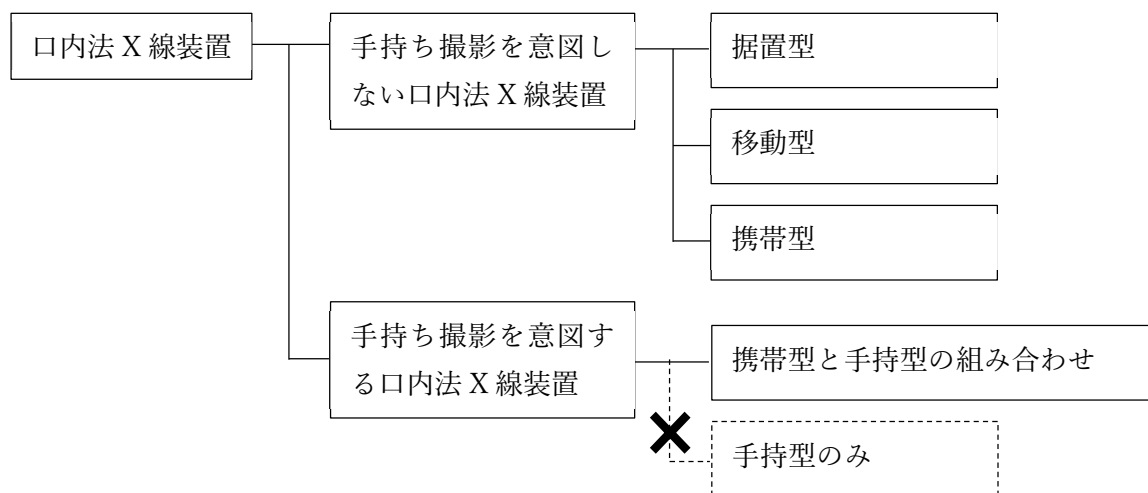 口内法 X 線装置
手持ち撮影を意図し
ない口内法 X 線装置
据置型
移動型
携帯型
手持ち撮影を意図す
る口内法 X 線装置
携帯型と手持型の組み合わせ
手持型のみ